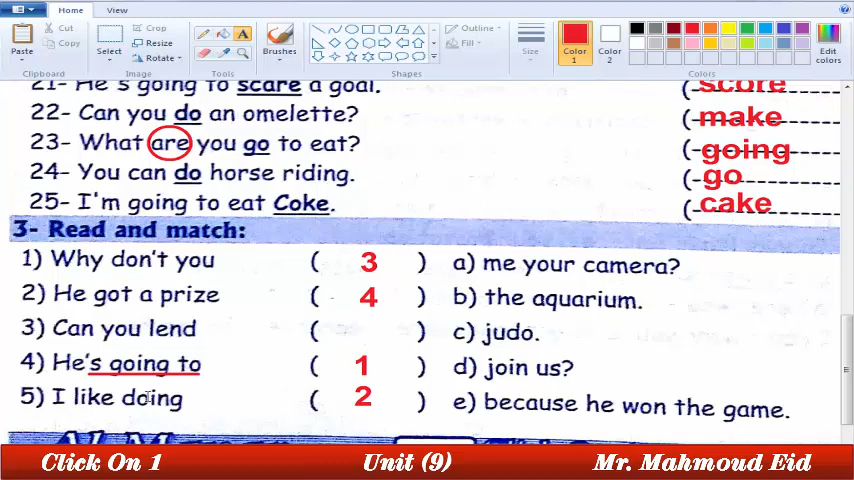 Home View
Paste
Cut
Copy
Clipboard
Select
Crop
Resize
Rotate
Image
A
Tools
Brushes
Shapes
Outline
Fill
Size
Color 1
Color 2
Colors
Edit colors
21- He's going to scare a goal. (- score
22- Can you do an omelette? (- make
23- What are you go to eat? (- going
24- You can do horse riding. (- go
25- I'm going to eat Coke. (- cake
3- Read and match:
1) Why don't you ( 3 ) a) me your camera?
2) He got a prize ( 4 ) b) the aquarium.
3) Can you lend ( ) c) judo.
4) He's going to ( 1 ) d) join us?
5) I like doing ( 2 ) e) because he won the game.
Click On 1 Unit (9) Mr. Mahmoud Eid